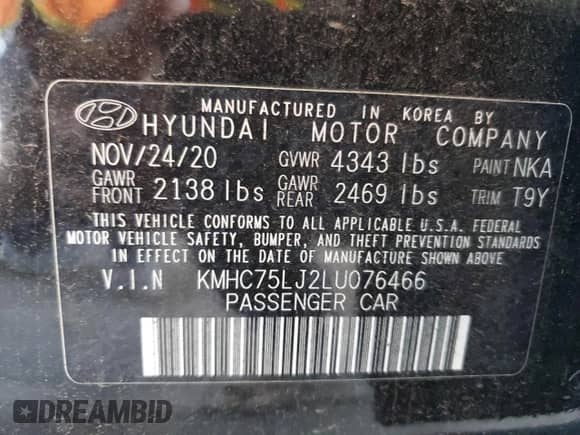 MANUFACTURED IN KOREA BY
HYUNDAI MOTOR COMPANY
NOV/24/20 GVWR 4343 lbs PAINT NKA
GAWR FRONT 2138 lbs GAWR REAR 2469 lbs TRIM T9Y
THIS VEHICLE CONFORMS TO ALL APPLICABLE U.S.A. FEDERAL
MOTOR VEHICLE SAFETY, BUMPER, AND THEFT PREVENTION STANDARDS
IN EFFECT ON THE DATE OF MANUFACTURE SHOWN ABOVE.
V.I.N KMHC75LJ2LU076466
PASSENGER CAR
DREAMBID